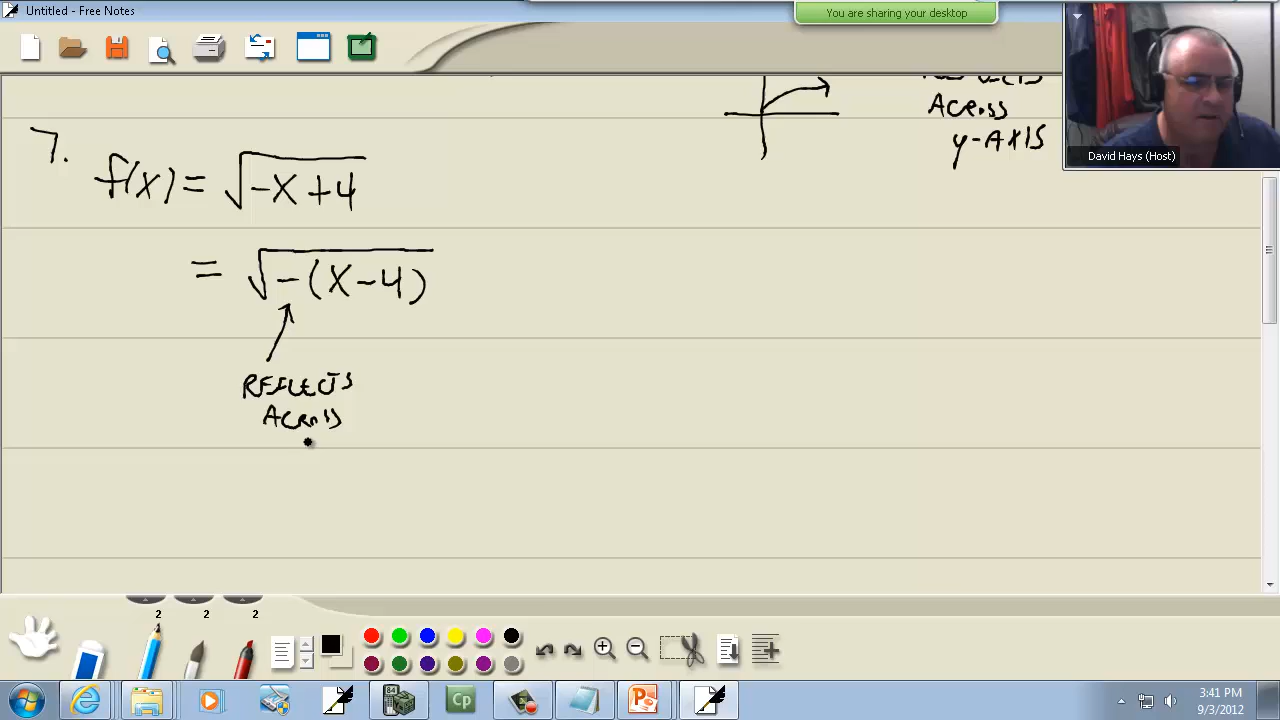 Untitled - Free Notes
You are sharing your desktop
ACROSS
y-AXIS
David Hays (Host)
7.
f(x) = √-x+4
= √-(x-4)
REFLECTS
ACROSS
2 2 2
Cp
3:41 PM
9/3/2012